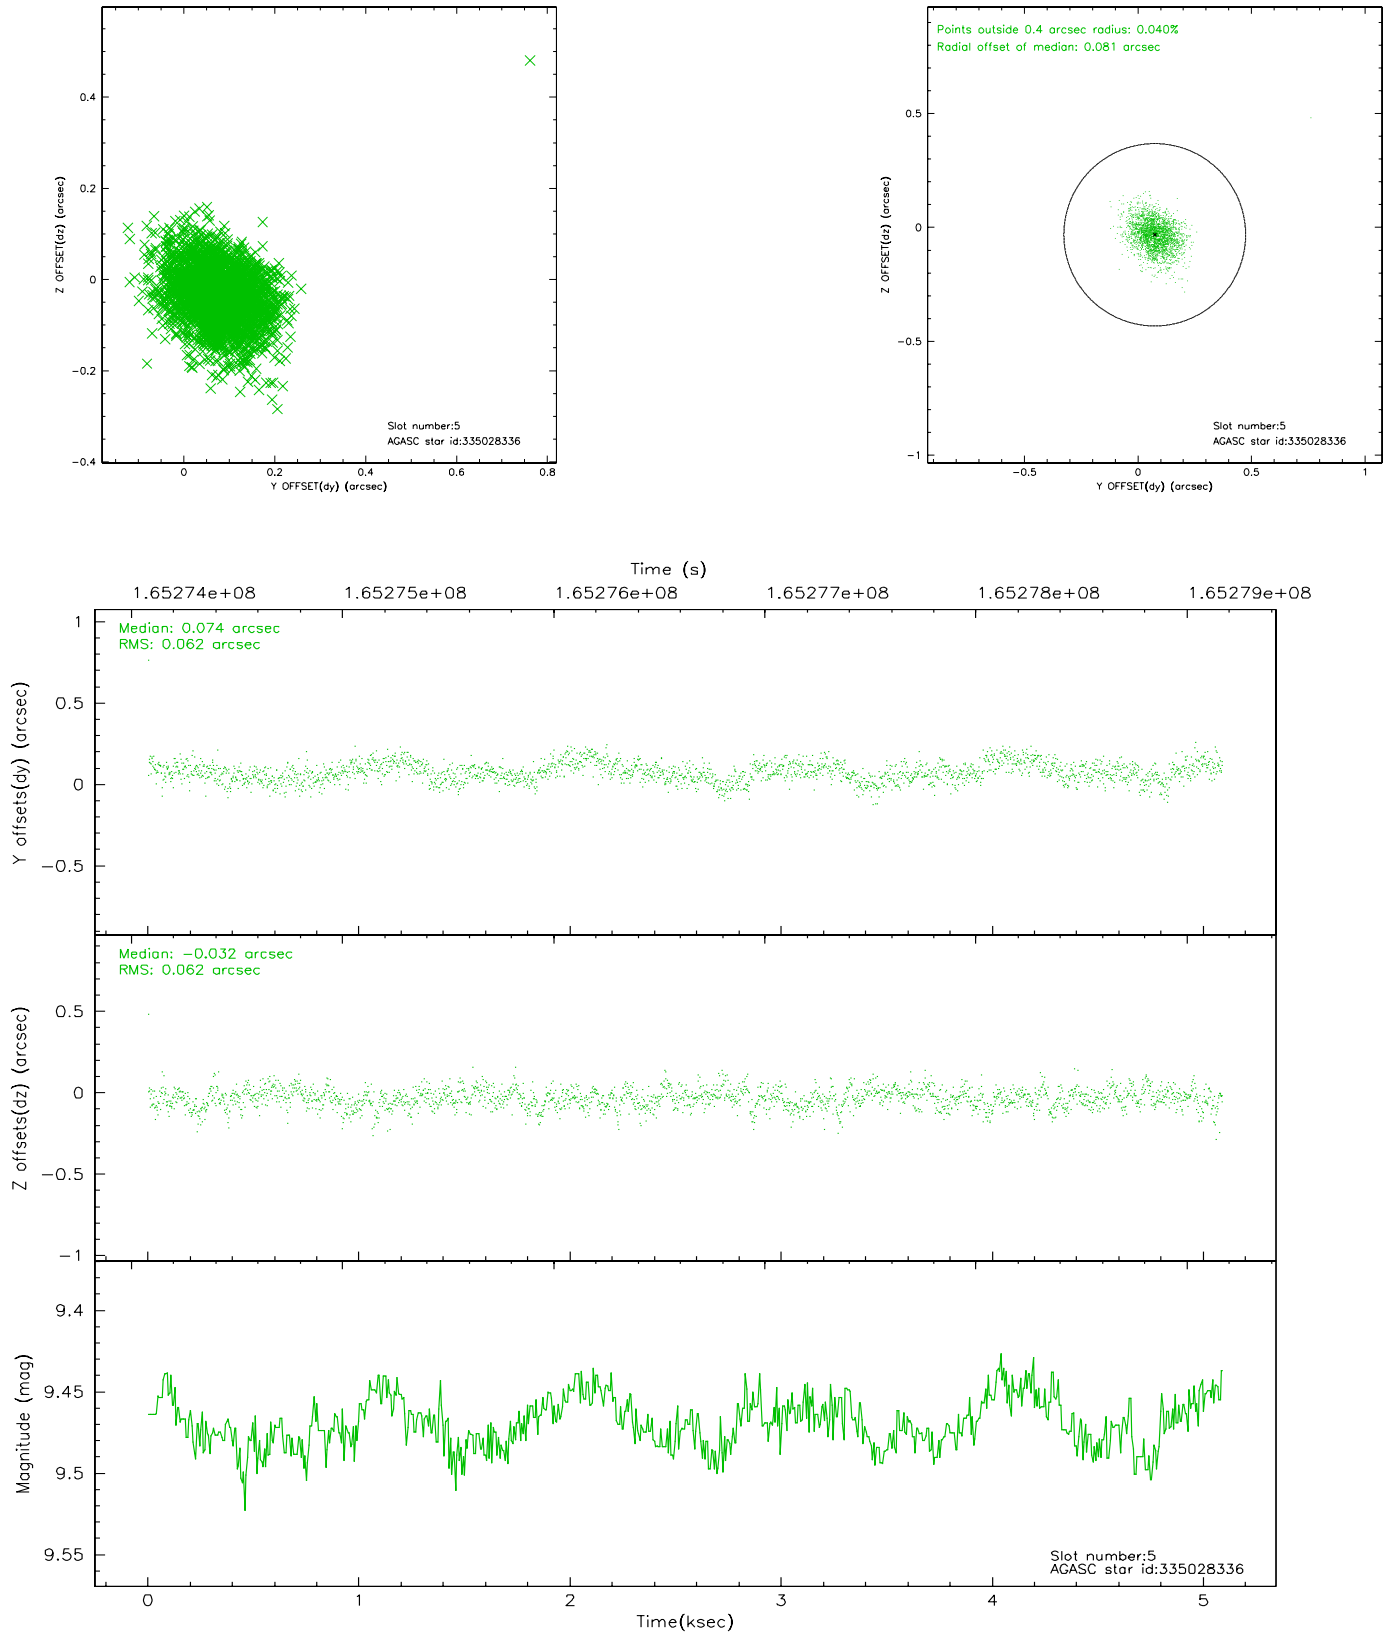 0.4
0.2
0
−0.2
−0.4
Z OFFSET(dz) (arcsec)
Slot number:5
AGASC star id:335028336
0 0.2 0.4 0.6 0.8
Y OFFSET(dy) (arcsec)
Points outside 0.4 arcsec radius: 0.040%
Radial offset of median: 0.081 arcsec
0.5
0
−0.5
−1
Z OFFSET(dz) (arcsec)
Slot number:5
AGASC star id:335028336
−0.5 0 0.5 1
Y OFFSET(dy) (arcsec)
Time (s)
1.65274e+08 1.65275e+08 1.65276e+08 1.65277e+08 1.65278e+08 1.65279e+08
Median: 0.074 arcsec
RMS: 0.062 arcsec
1
0.5
0
−0.5
Y offsets(dy) (arcsec)
Median: −0.032 arcsec
RMS: 0.062 arcsec
0.5
0
−0.5
−1
Z offsets(dz) (arcsec)
9.4
9.45
9.5
9.55
Magnitude (mag)
Slot number:5
AGASC star id:335028336
0 1 2 3 4 5
Time(ksec)